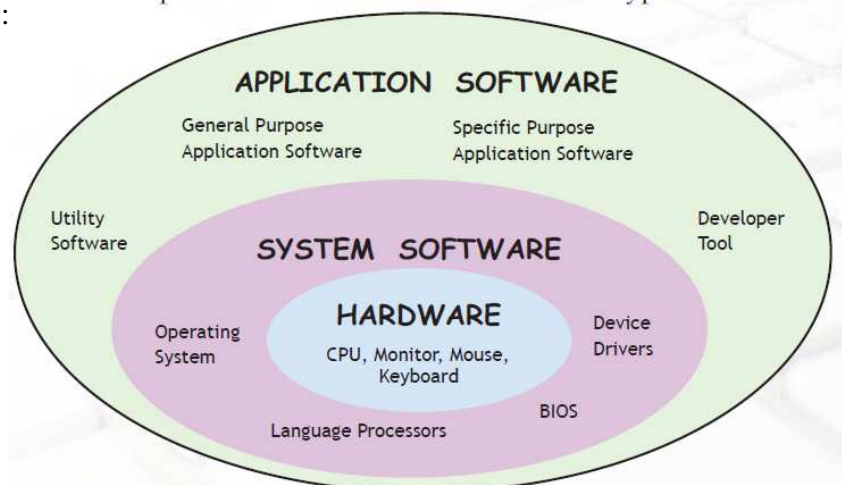 :
APPLICATION SOFTWARE
General Purpose
Application Software
Specific Purpose
Application Software
Utility
Software
Developer
Tool
SYSTEM SOFTWARE
Operating
System
Device
Drivers
HARDWARE
CPU, Monitor, Mouse,
Keyboard
BIOS
Language Processors